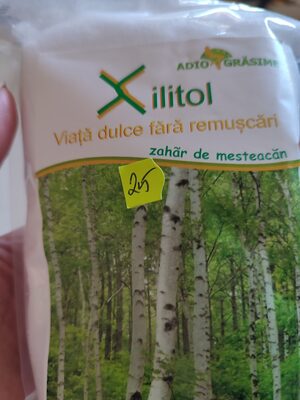 ADIO GRĂSIME
Xilitol
Viață dulce fără remușcări
zahăr de mesteacăn
25